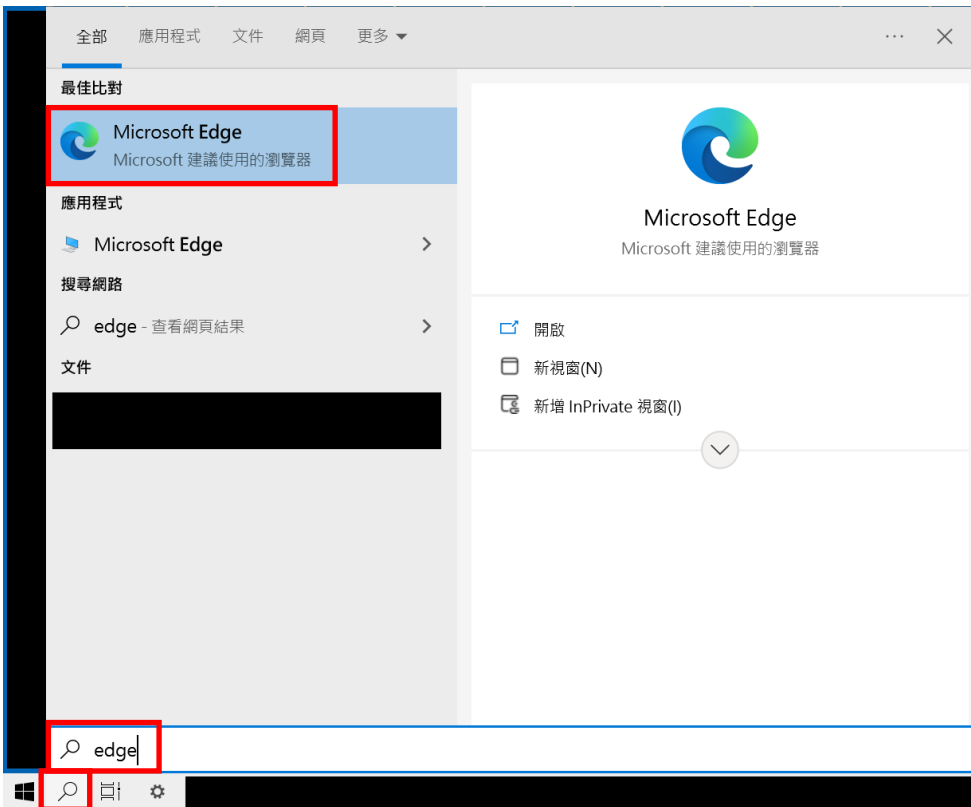 全部 應用程式 文件 網頁 更多
最佳比對
Microsoft Edge
Microsoft 建議使用的瀏覽器
應用程式
Microsoft Edge
搜尋網路
edge - 查看網頁結果
文件
Microsoft Edge
Microsoft 建議使用的瀏覽器
開啟
新視窗(N)
新增 InPrivate 視窗(I)
edge